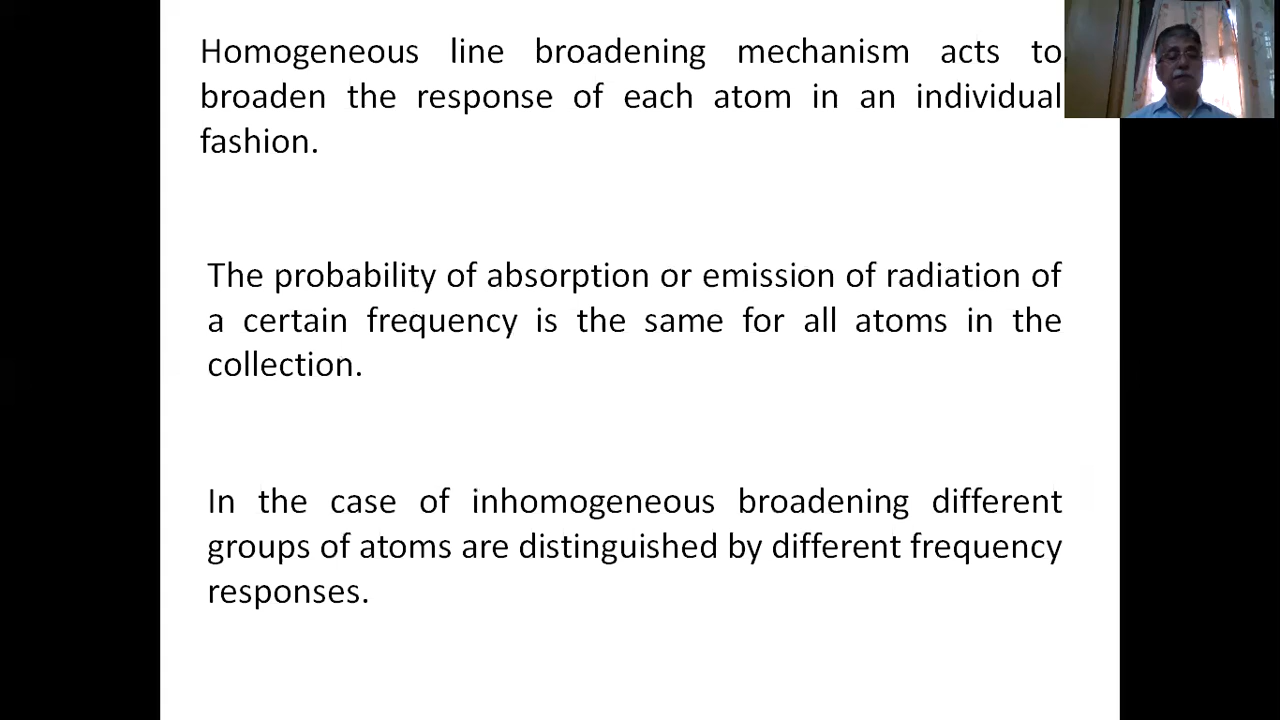 Homogeneous line broadening mechanism acts to
broaden the response of each atom in an individual
fashion.
The probability of absorption or emission of radiation of
a certain frequency is the same for all atoms in the
collection.
In the case of inhomogeneous broadening different
groups of atoms are distinguished by different frequency
responses.